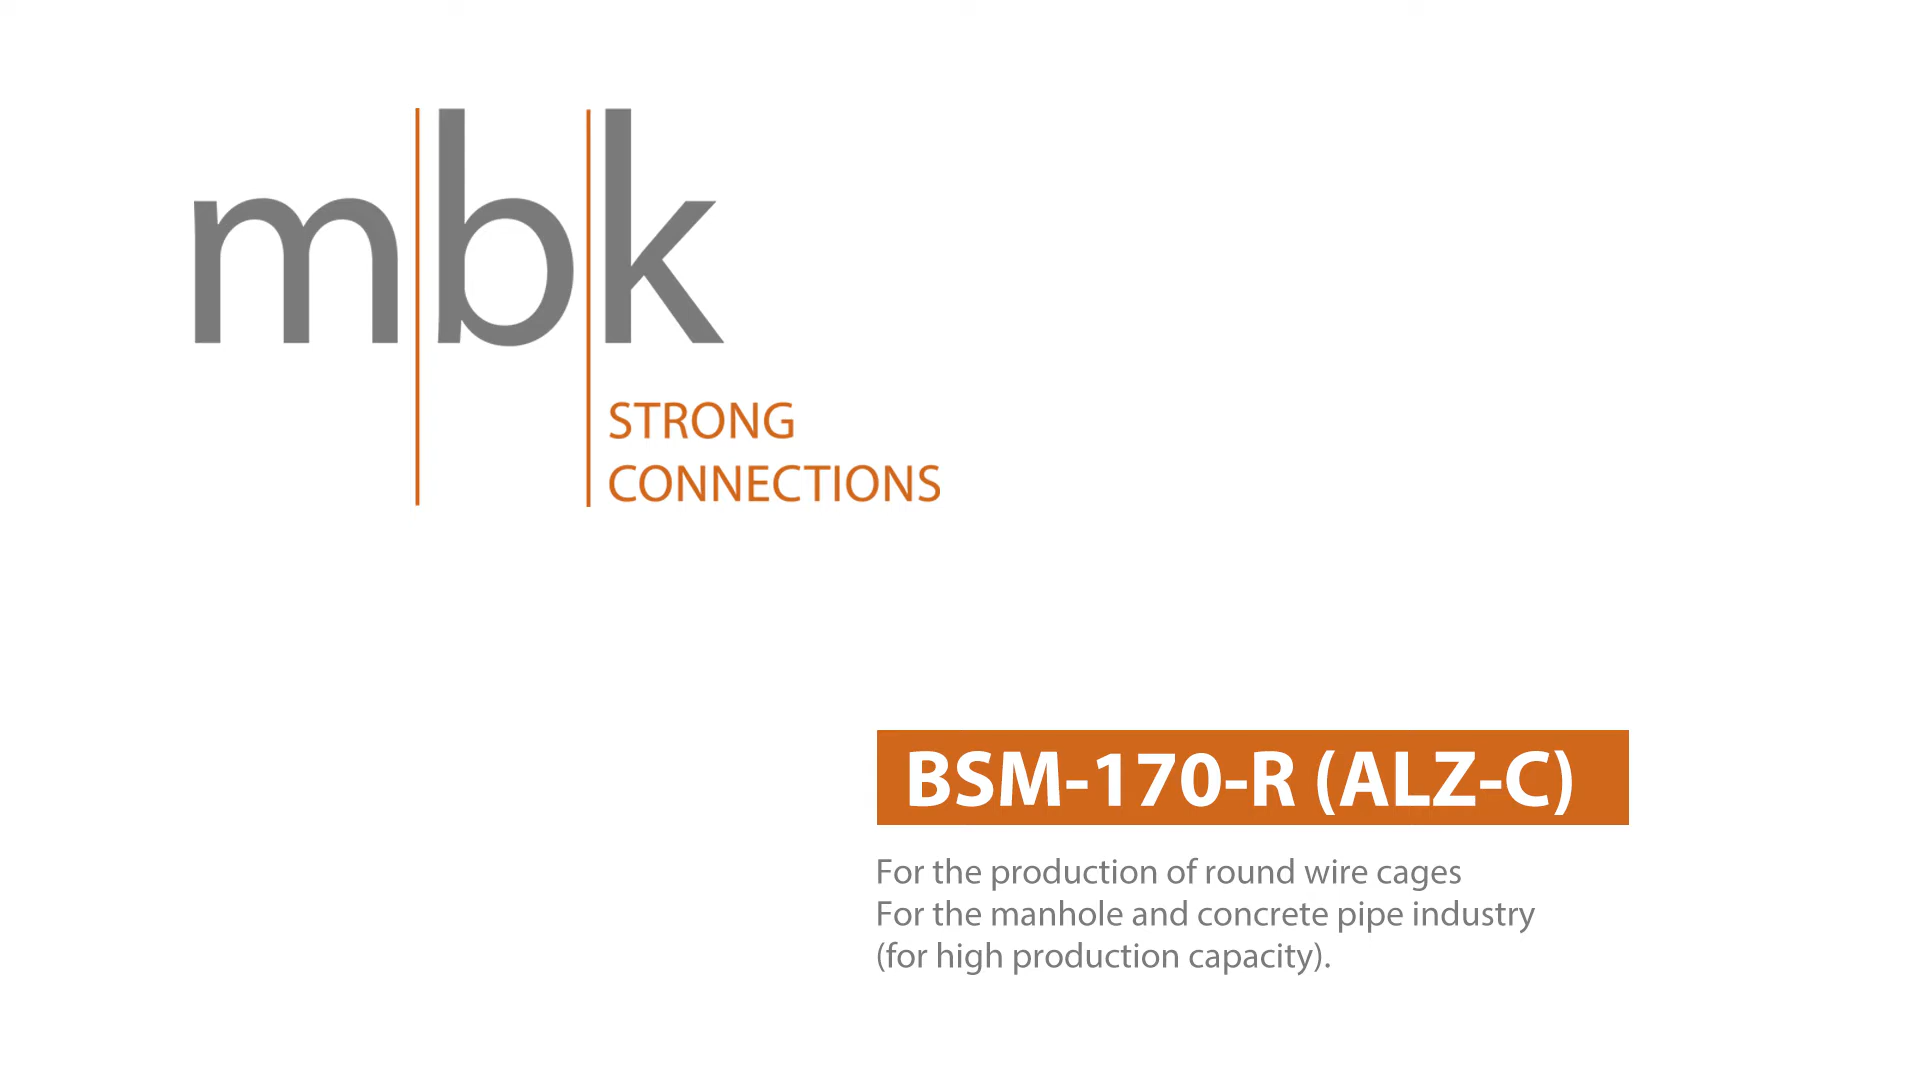 mbk
STRONG
CONNECTIONS
BSM-170-R (ALZ-C)
For the production of round wire cages
For the manhole and concrete pipe industry
(for high production capacity).